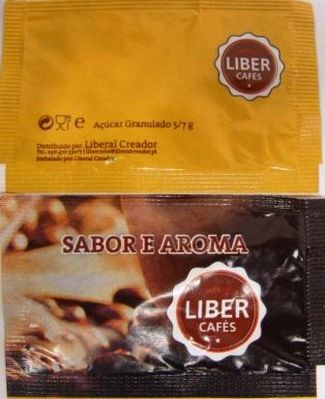 LIBER
CAFÉS
e Açúcar Granulado 5/7 g
Distribuído por: Liberal Creador
Embalado por: Liberal Creador
SABOR E AROMA
LIBER
CAFÉS